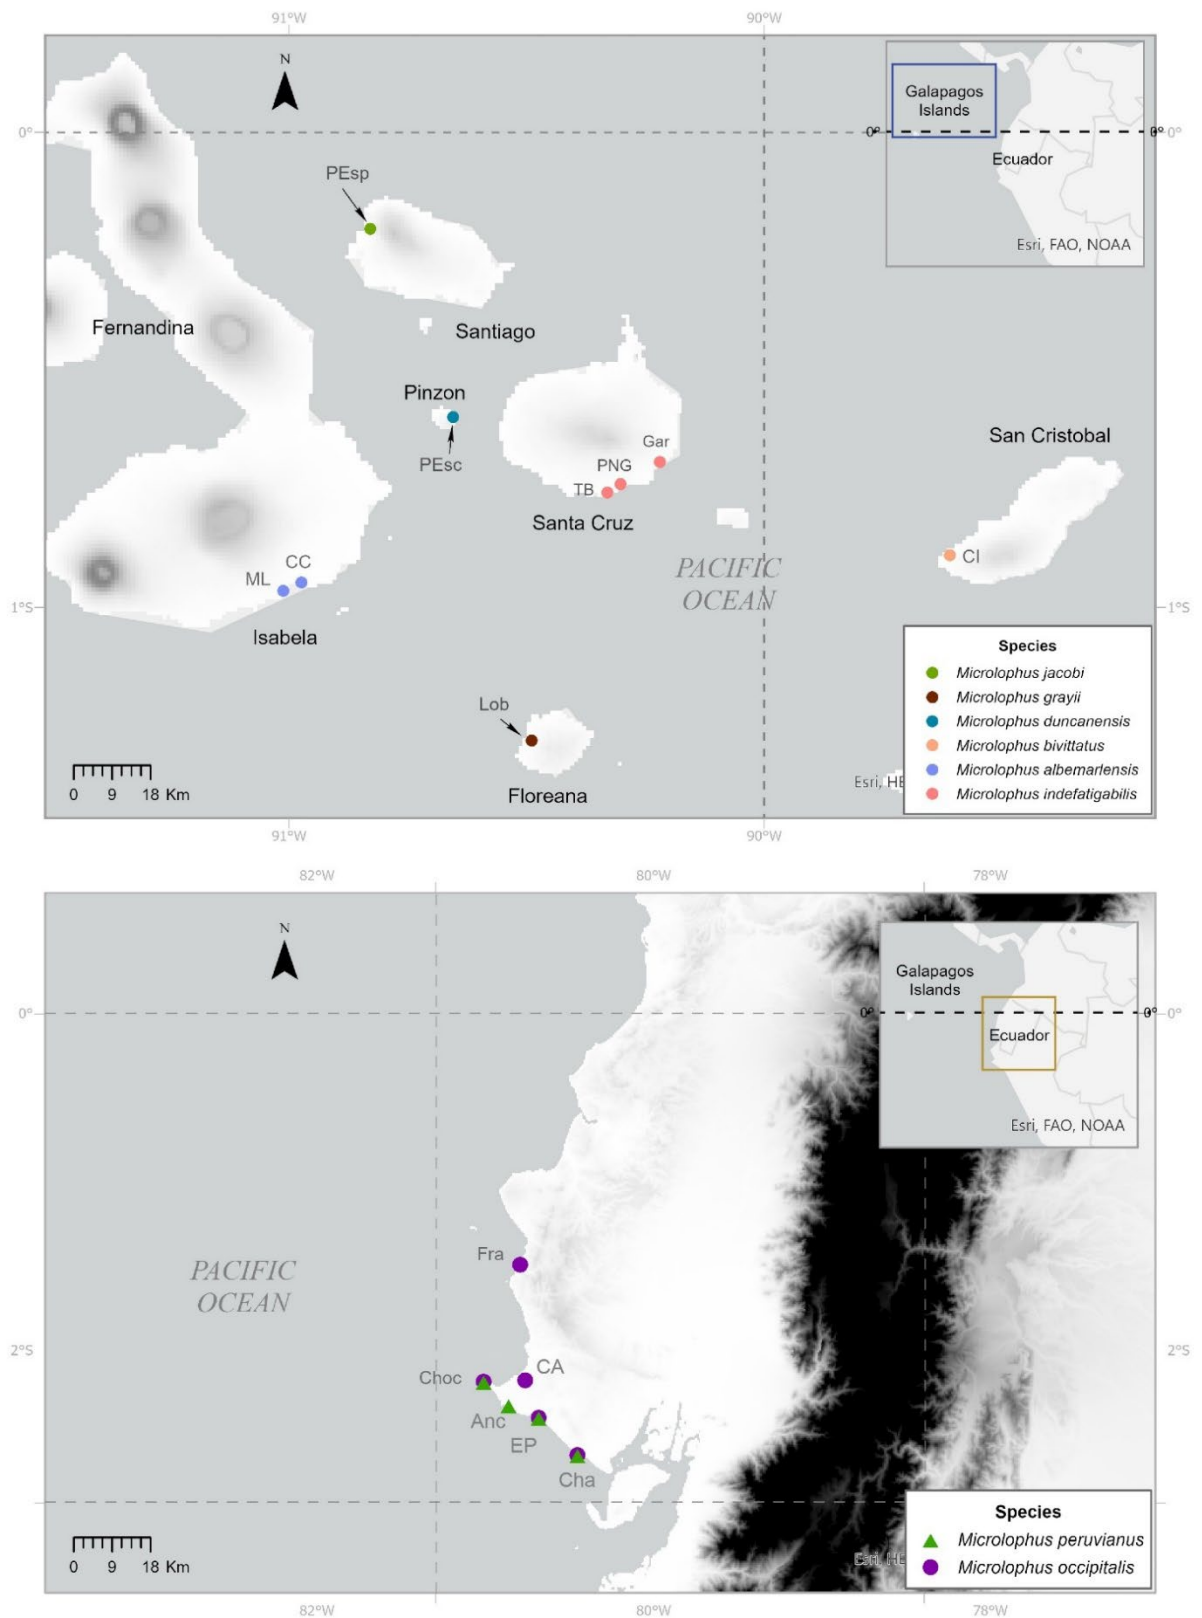 91°W
90°W
N
0°
Galapagos
Islands
0°
0°
0°
Ecuador
Esri, FAO, NOAA
PEsp
Fernandina
Santiago
Pinzon
PEsc
Gar
PNG
TB
Santa Cruz
San Cristobal
CI
PACIFIC
OCEAN
CC
ML
Isabela
1°S
1°S
Lob
Floreana
Esri, HE
Species
Microlophus jacobi
Microlophus grayii
Microlophus duncanensis
Microlophus bivittatus
Microlophus albemarlensis
Microlophus indefatigabilis
0 9 18 Km
91°W
90°W
82°W
80°W
78°W
N
0°
Galapagos
Islands
0°
0°
0°
Ecuador
Esri, FAO, NOAA
PACIFIC
OCEAN
Fra
2°S
2°S
Choc
CA
Anc
EP
Cha
0 9 18 Km
Esri, HE
Species
Microlophus peruvianus
Microlophus occipitalis
82°W
80°W
78°W